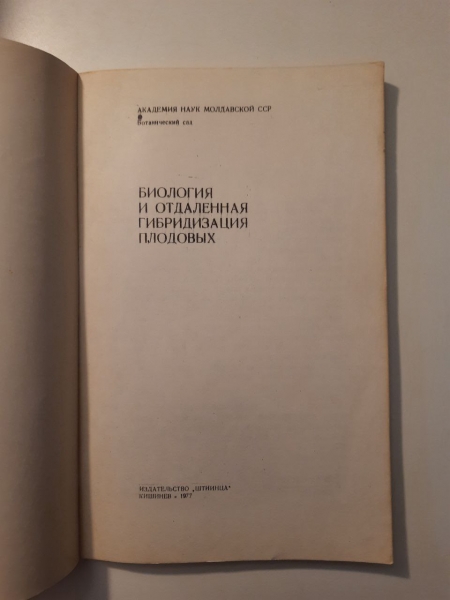 АКАДЕМИЯ НАУК МОЛДАВСКОЙ ССР
Ботанический сад
БИОЛОГИЯ
И ОТДАЛЕННАЯ
ГИБРИДИЗАЦИЯ
ПЛОДОВЫХ
ИЗДАТЕЛЬСТВО „ШТИИНЦА"
КИШИНЕВ • 1977